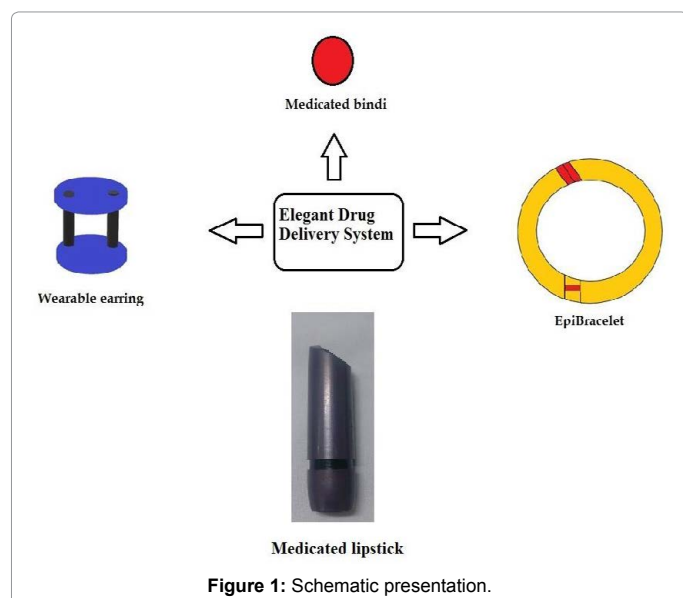 Medicated bindi
Elegant Drug
Delivery System
Wearable earring
EpiBracelet
Medicated lipstick
Figure 1: Schematic presentation.